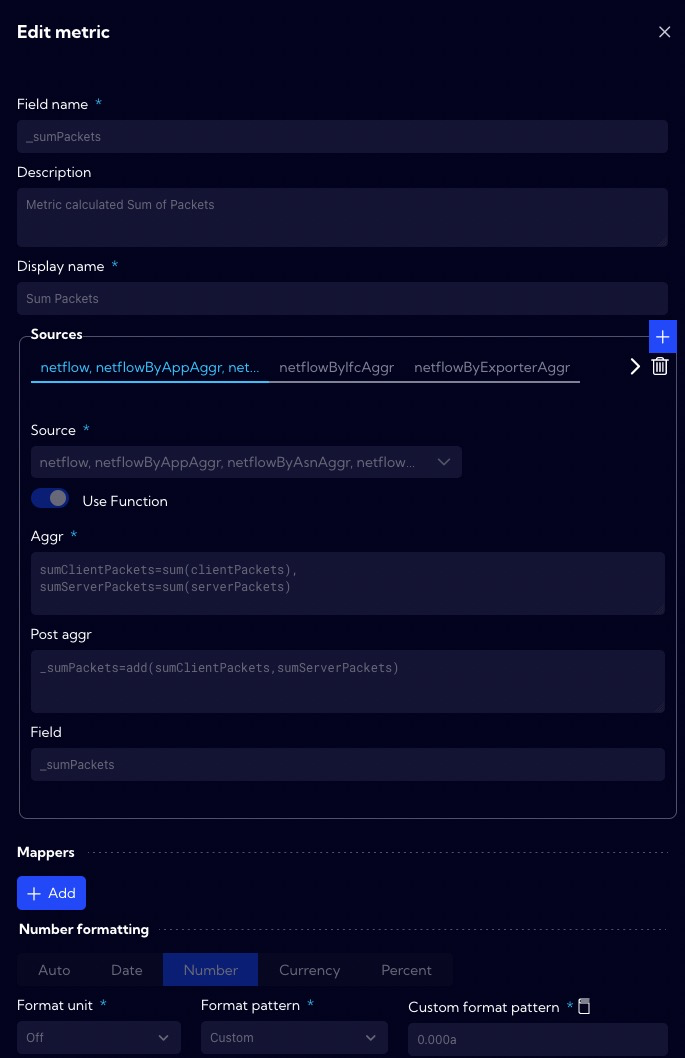 Edit metric
Field name *
_sumPackets
Description
Metric calculated Sum of Packets
Display name *
Sum Packets
Sources
netflow, netflowByAppAggr, net... netflowByIfcAggr netflowByExporterAggr
Source *
netflow, netflowByAppAggr, netflowByAsnAggr, netflow...
Use Function
Aggr *
sumClientPackets=sum(clientPackets),
sumServerPackets=sum(serverPackets)
Post aggr
_sumPackets=add(sumClientPackets,sumServerPackets)
Field
_sumPackets
Mappers
+ Add
Number formatting
Auto Date Number Currency Percent
Format unit * Format pattern * Custom format pattern *
Off Custom 0.000a